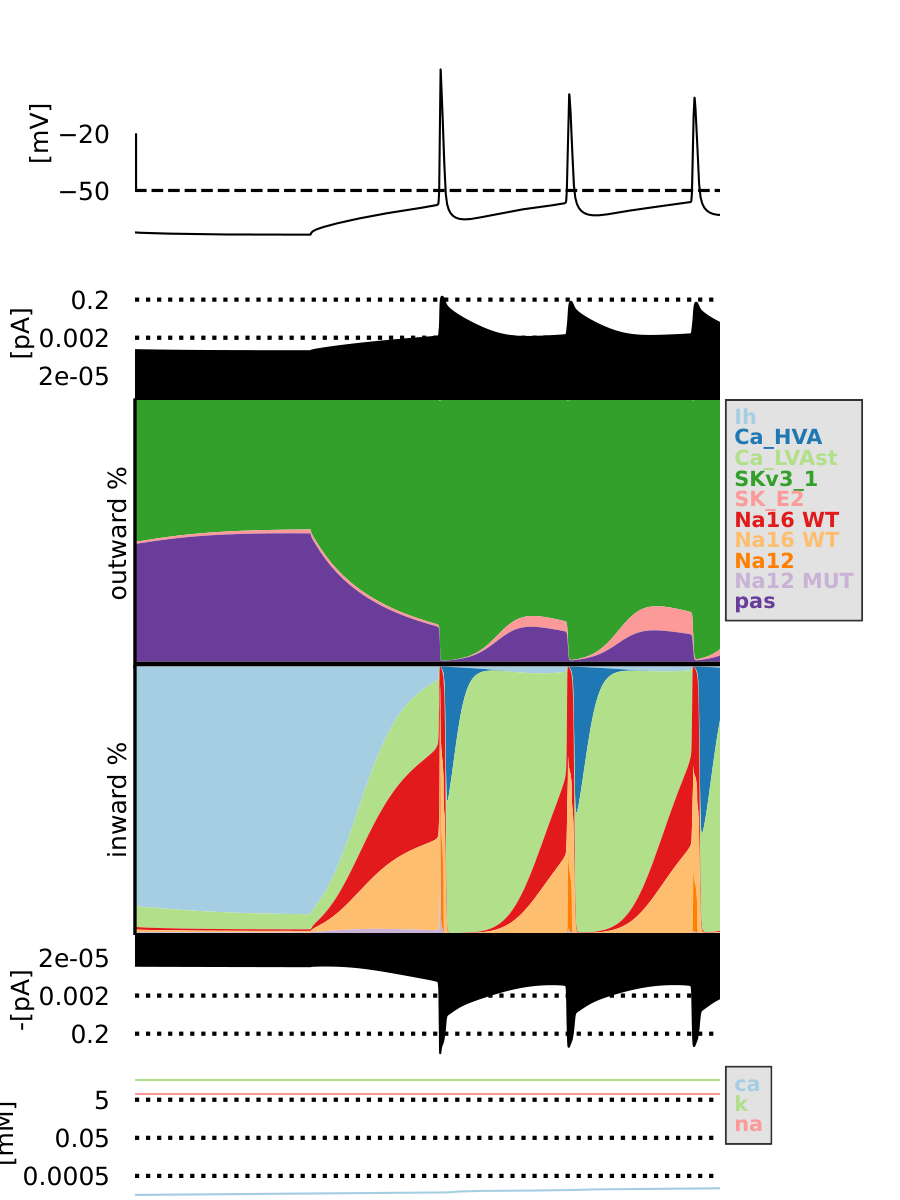 [mV]
−20
−50
[pA]
0.2
0.002
2e-05
outward %
Ih
Ca_HVA
Ca_LVAst
SKv3_1
SK_E2
Na16 WT
Na16 WT
Na12
Na12 MUT
pas
inward %
-[pA]
2e-05
0.002
0.2
[mM]
5
0.05
0.0005
ca
k
na